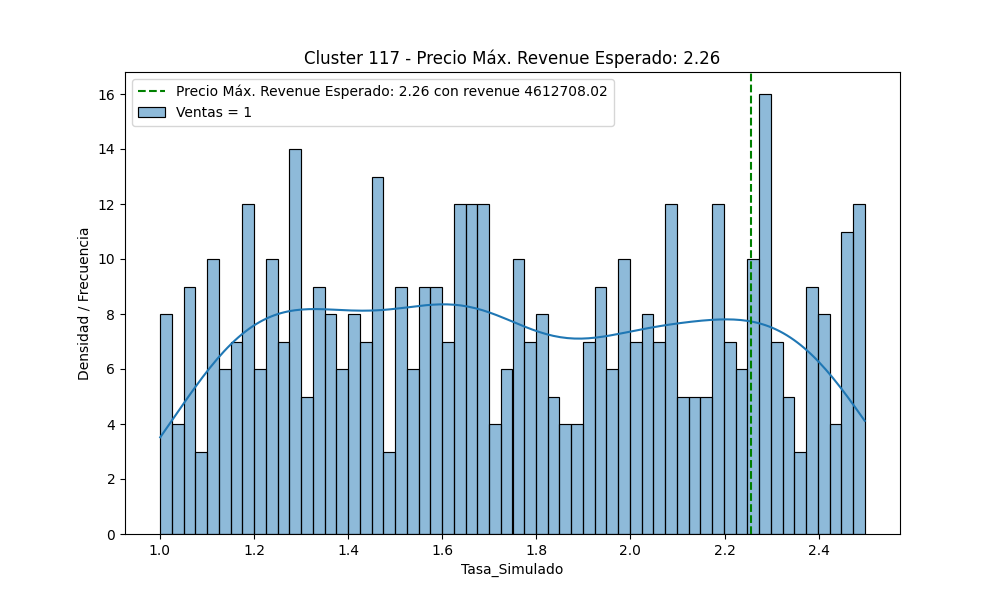 Cluster 117 - Precio Máx. Revenue Esperado: 2.26
Precio Máx. Revenue Esperado: 2.26 con revenue 4612708.02
Ventas = 1
16
14
12
10
8
6
4
2
0
Densidad / Frecuencia
1.0 1.2 1.4 1.6 1.8 2.0 2.2 2.4
Tasa_Simulado